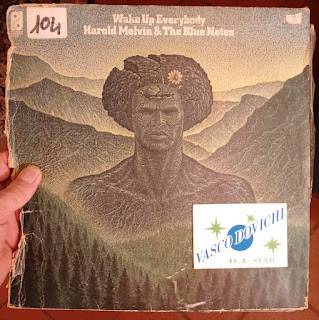 104
Wake Up Everybody
Harold Melvin & The Blue Notes
VASCO DOVICHI
D.J. STAR